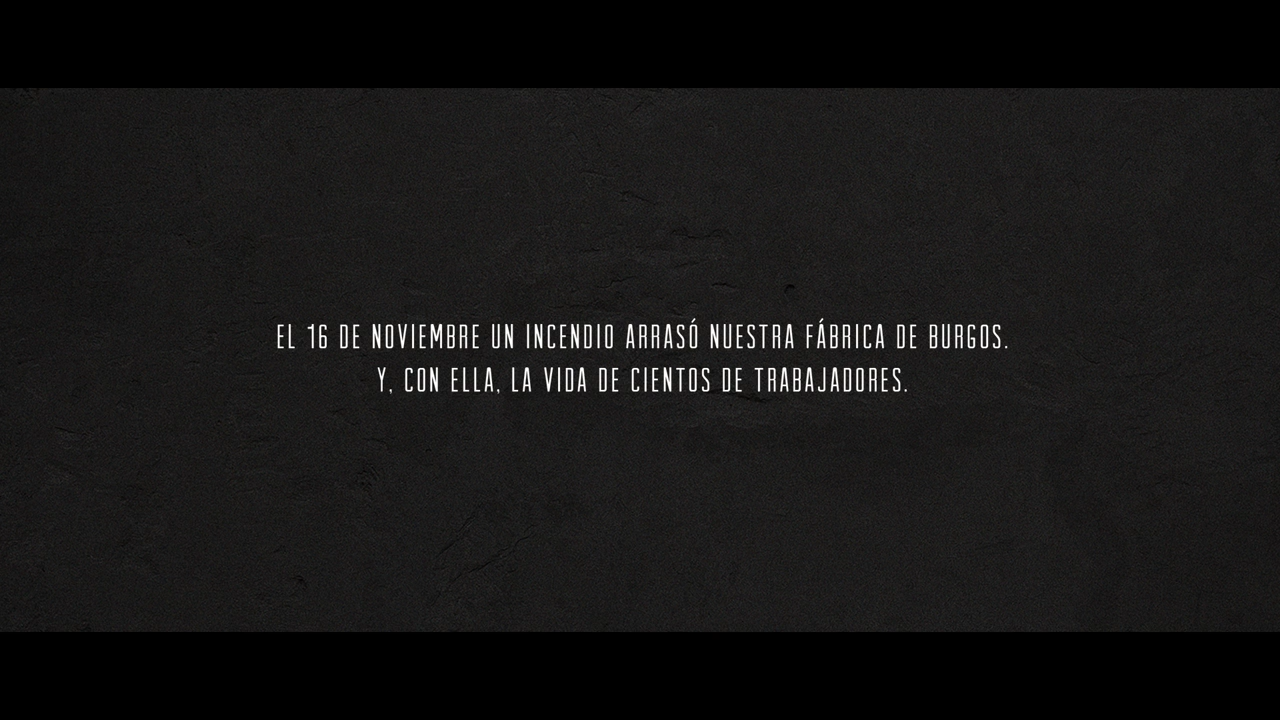 EL 16 DE NOVIEMBRE UN INCENDIO ARRASÓ NUESTRA FÁBRICA DE BURGOS.
Y, CON ELLA, LA VIDA DE CIENTOS DE TRABAJADORES.